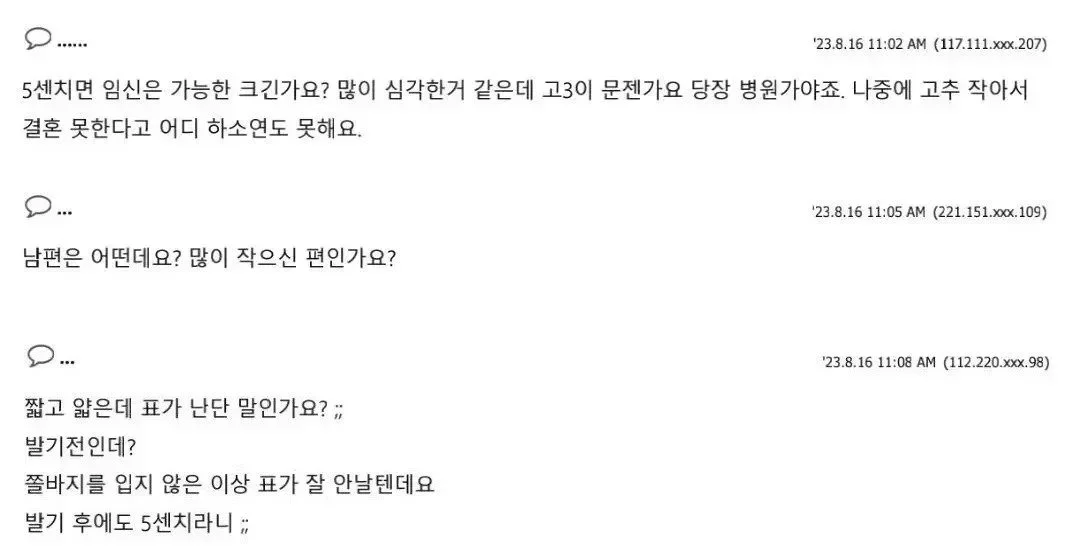 ...... '23.8.16 11:02 AM (117.111.xxx.207)
5센치면 임신은 가능한 크긴가요? 많이 심각한거 같은데 고3이 문젠가요 당장 병원가야죠. 나중에 고추 작아서
결혼 못한다고 어디 하소연도 못해요.
... '23.8.16 11:05 AM (221.151.xxx.109)
남편은 어떤데요? 많이 작으신 편인가요?
... '23.8.16 11:08 AM (112.220.xxx.98)
짧고 얇은데 표가 난단 말인가요? ;;
발기전인데?
쫄바지를 입지 않은 이상 표가 잘 안날텐데요
발기 후에도 5센치라니 ;;